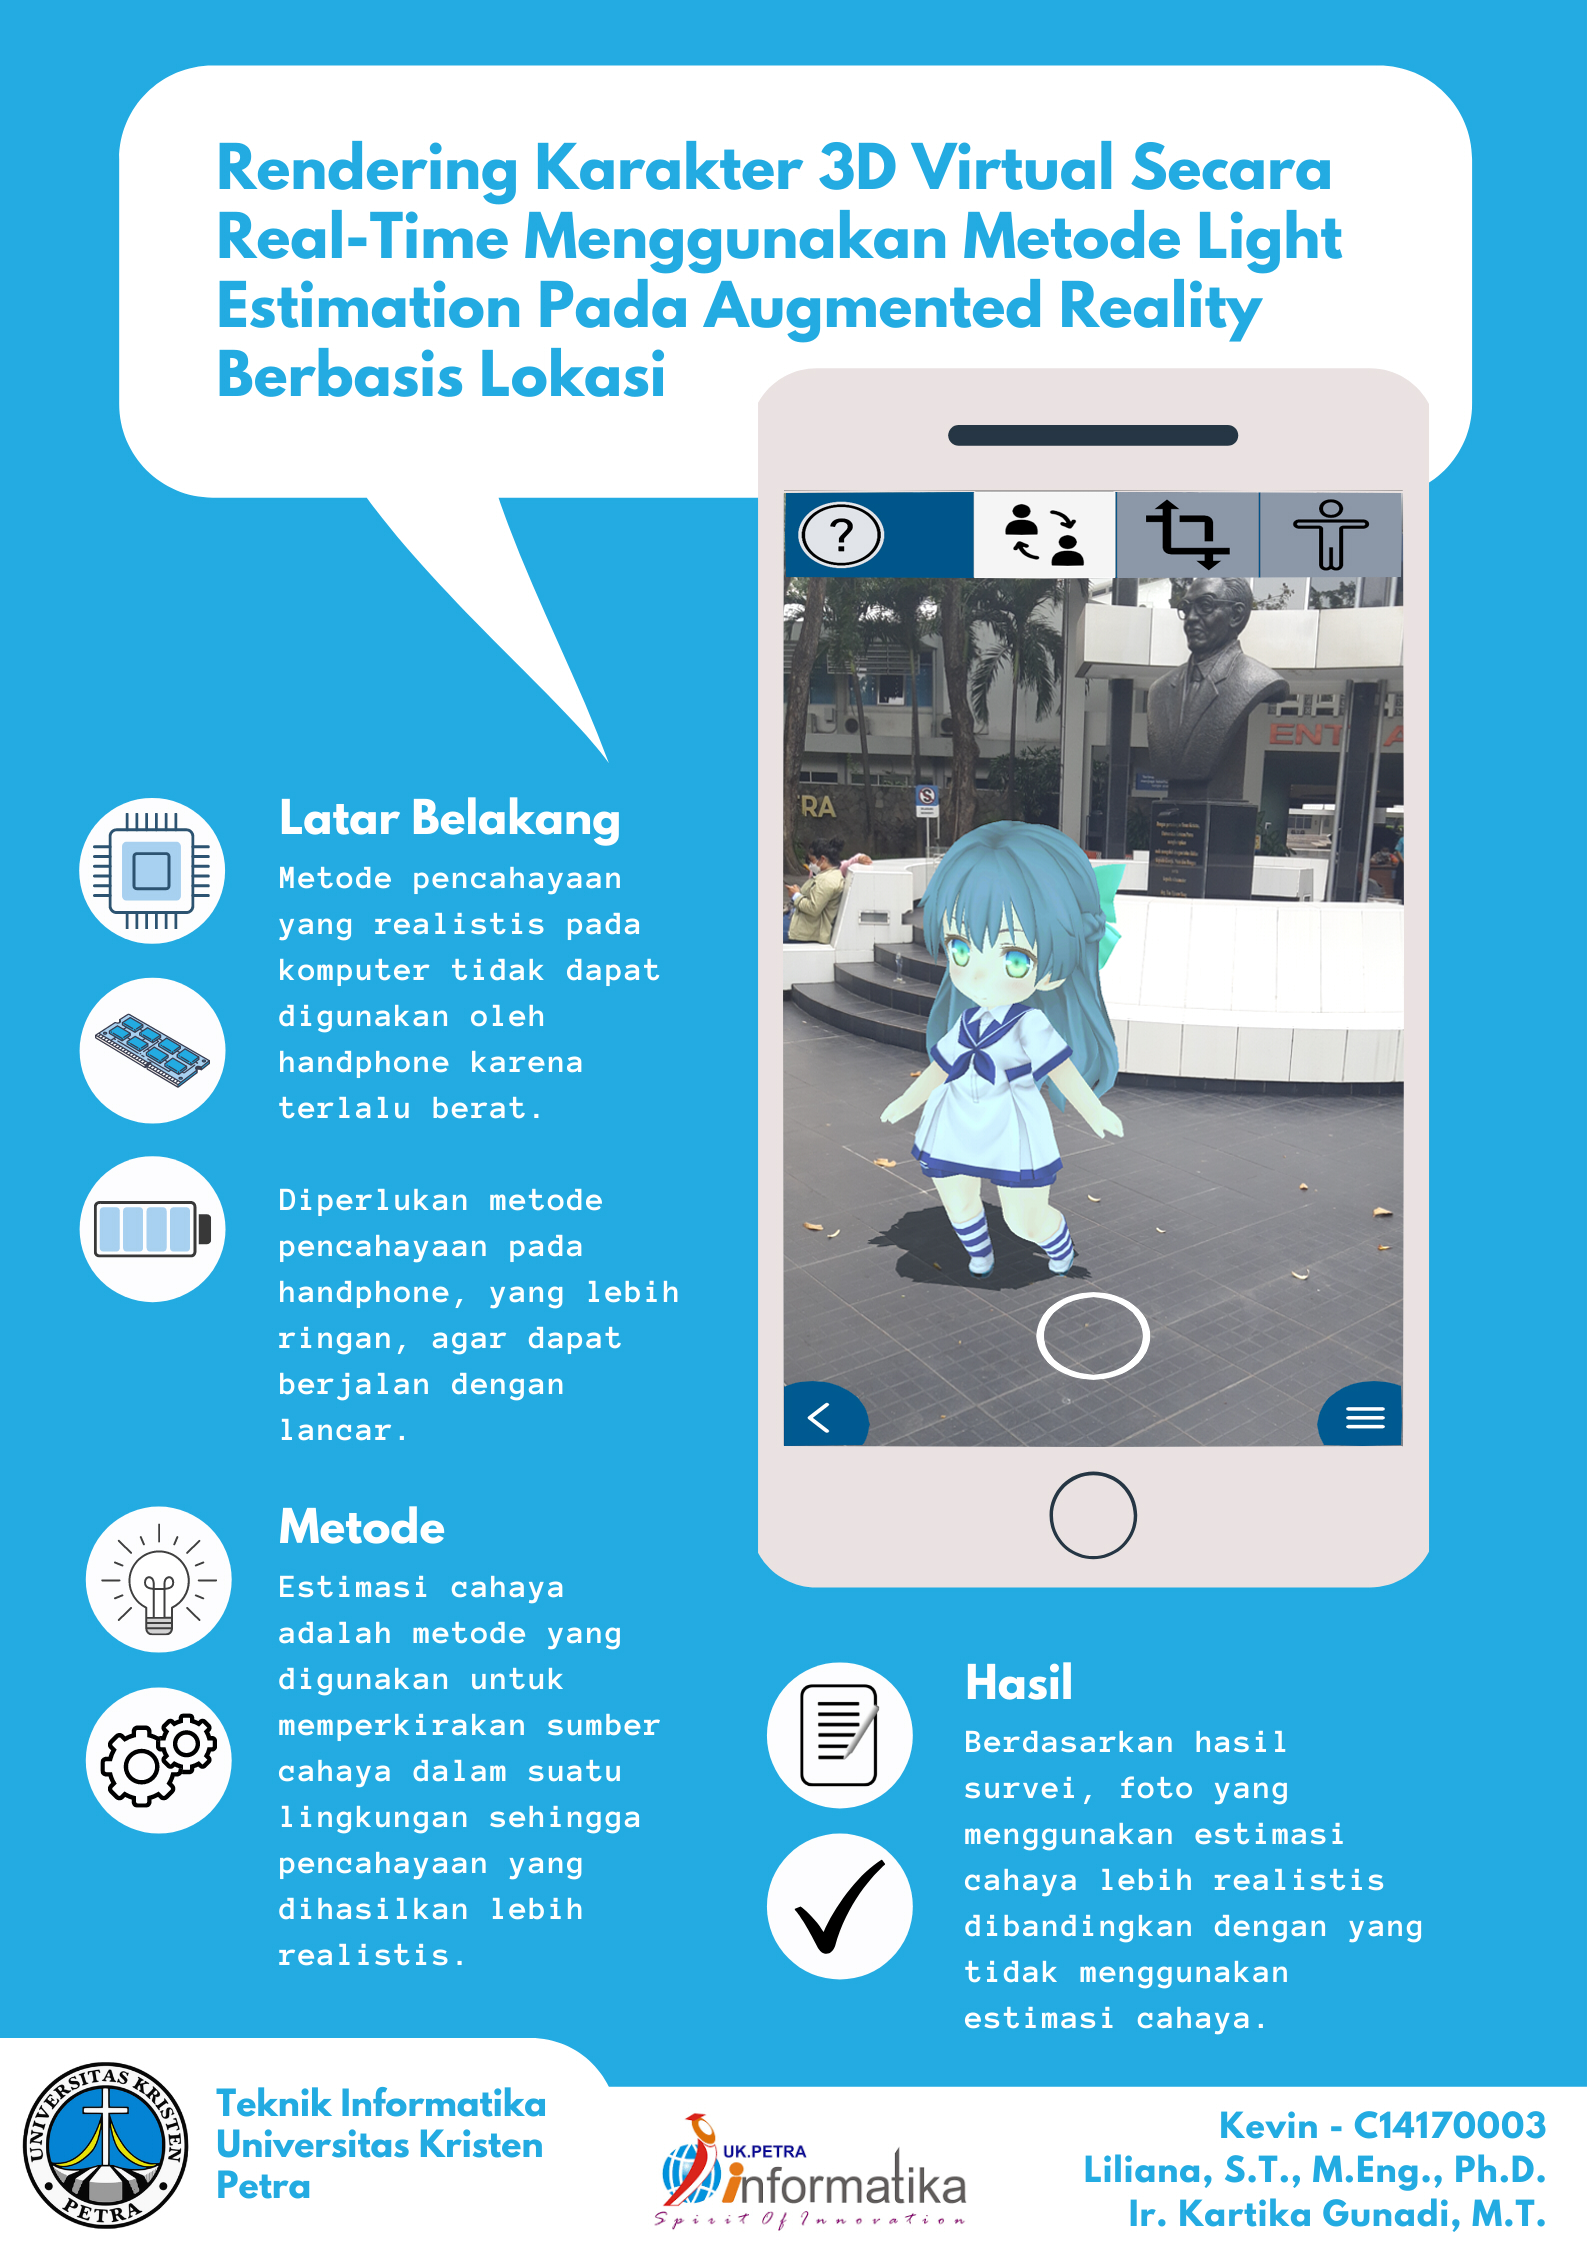 Rendering Karakter 3D Virtual Secara
Real-Time Menggunakan Metode Light
Estimation Pada Augmented Reality
Berbasis Lokasi
?
ENT
TRA
S
Latar Belakang
Metode pencahayaan
yang realistis pada
komputer tidak dapat
digunakan oleh
handphone karena
terlalu berat.
Diperlukan metode
pencahayaan pada
handphone, yang lebih
ringan, agar dapat
berjalan dengan
lancar.
Metode
Estimasi cahaya
adalah metode yang
digunakan untuk
memperkirakan sumber
cahaya dalam suatu
lingkungan sehingga
pencahayaan yang
dihasilkan lebih
realistis.
Hasil
Berdasarkan hasil
survei, foto yang
menggunakan estimasi
cahaya lebih realistis
dibandingkan dengan yang
tidak menggunakan
estimasi cahaya.
UNIVERSITAS KRISTEN
PETRA
Teknik Informatika
Universitas Kristen
Petra
UK.PETRA
informatika
Spirit Of Innovation
Kevin - C14170003
Liliana, S.T., M.Eng., Ph.D.
Ir. Kartika Gunadi, M.T.